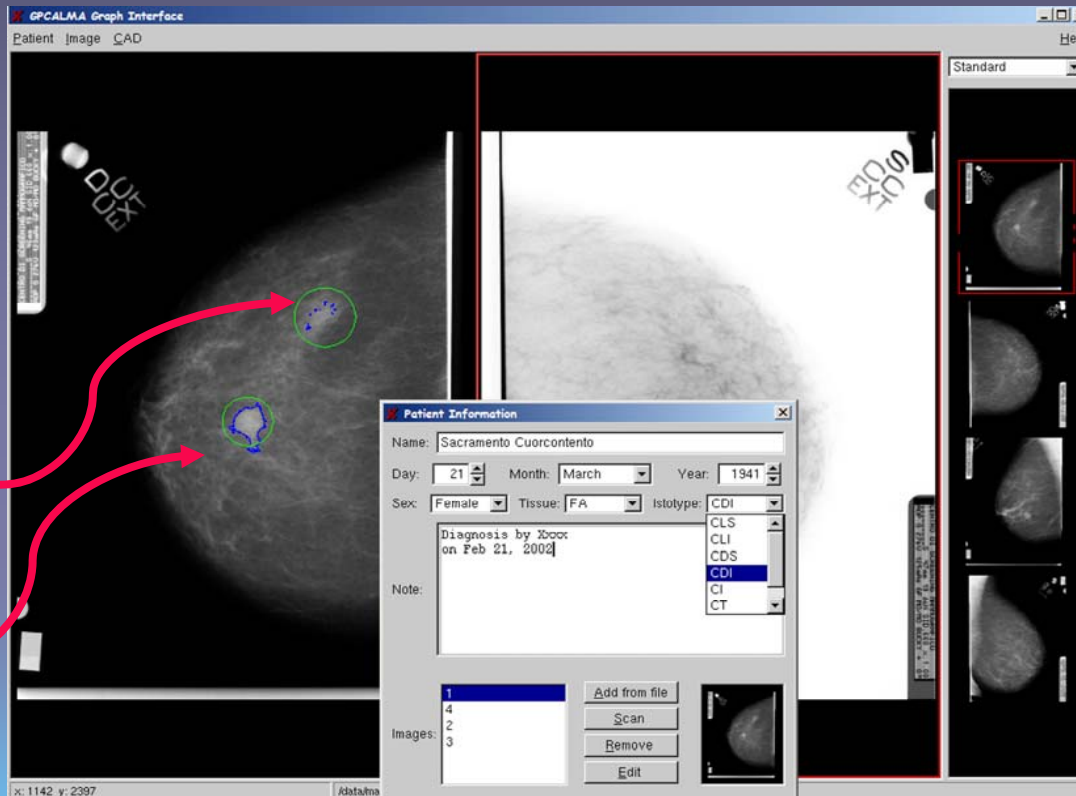 GPCALMA Graph Interface
Patient Image CAD
Standard
Patient Information
Name: Sacramento Cuorcontento
Day: 21 Month: March Year: 1941
Sex: Female Tissue: FA Istotype: CDI
CLS
CLI
CDS
CDI
CI
CT
Note: Diagnosis by Xxxx
on Feb 21, 2002
Images:
1
4
2
3
Add from file
Scan
Remove
Edit
x: 1142 y: 2397